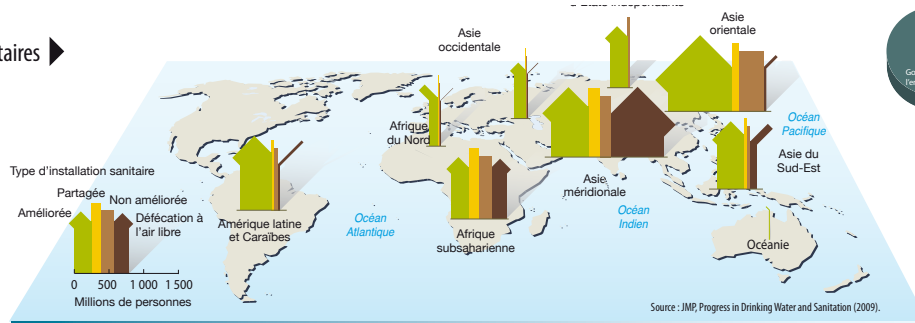 d'États indépendants
Asie
orientale
taires
Asie
occidentale
Océan
Pacifique
Afrique
du Nord
Asie du
Sud-Est
Type d'installation sanitaire
Partagée
Non améliorée
Améliorée
Défécation à
l'air libre
Asie
méridionale
Amérique latine
et Caraïbes
Océan
Atlantique
Océan
Indien
Afrique
subsaharienne
Océanie
0 500 1 000 1 500
Millions de personnes
Source : JMP, Progress in Drinking Water and Sanitation (2009).